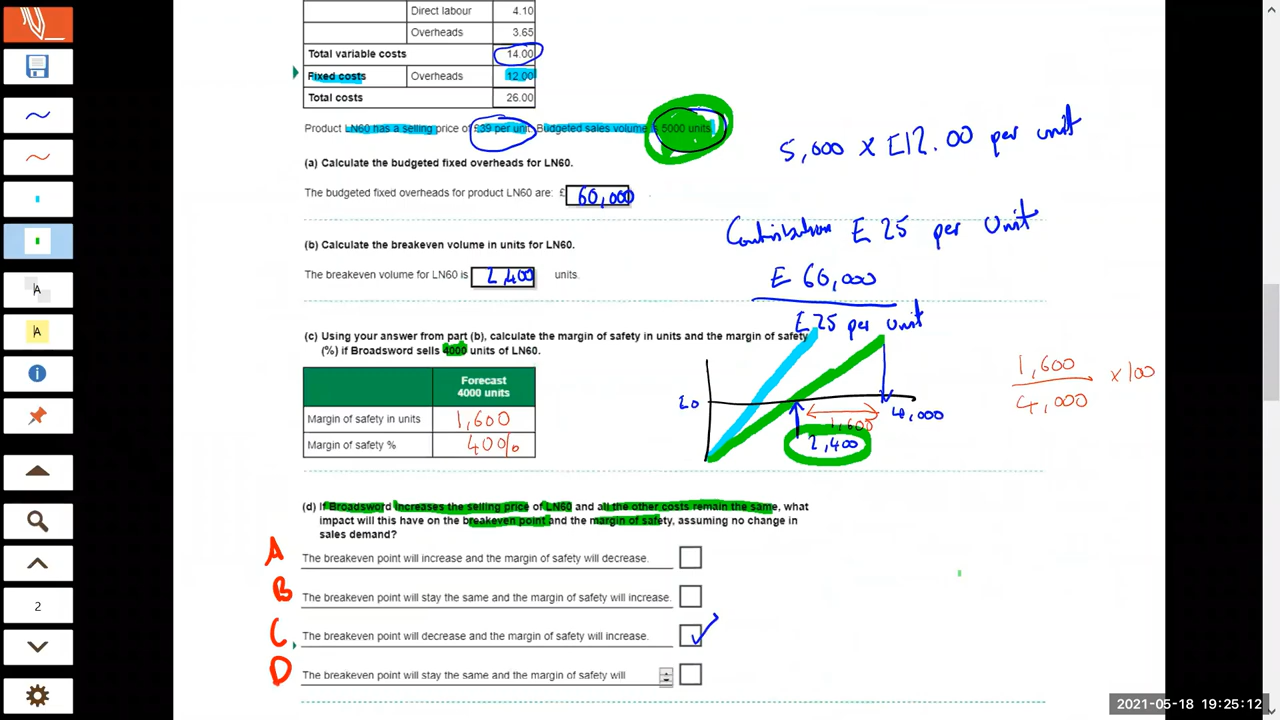 Direct labour 4.10
Overheads 3.65
Total variable costs 14.00
Fixed costs Overheads 12.00
Total costs 26.00
Product LN60 has a selling price of £39 per unit. Budgeted sales volume is 5000 units.
5,000 x £12.00 per unit
(a) Calculate the budgeted fixed overheads for LN60.
The budgeted fixed overheads for product LN60 are: £ 60,000
Contribution £ 25 per Unit
(b) Calculate the breakeven volume in units for LN60.
The breakeven volume for LN60 is 2,400 units.
£ 60,000
£25 per unit
(c) Using your answer from part (b), calculate the margin of safety in units and the margin of safety
(%) if Broadsword sells 4000 units of LN60.
Forecast
4000 units
Margin of safety in units 1,600
Margin of safety % 40%
£0
4,000
1,600
2,400
1,600
4,000
x100
(d) If Broadsword increases the selling price of LN60 and all the other costs remain the same, what
impact will this have on the breakeven point and the margin of safety, assuming no change in
sales demand?
A The breakeven point will increase and the margin of safety will decrease.
B The breakeven point will stay the same and the margin of safety will increase.
C The breakeven point will decrease and the margin of safety will increase.
D The breakeven point will stay the same and the margin of safety will
A
A
2
2021-05-18 19:25:12